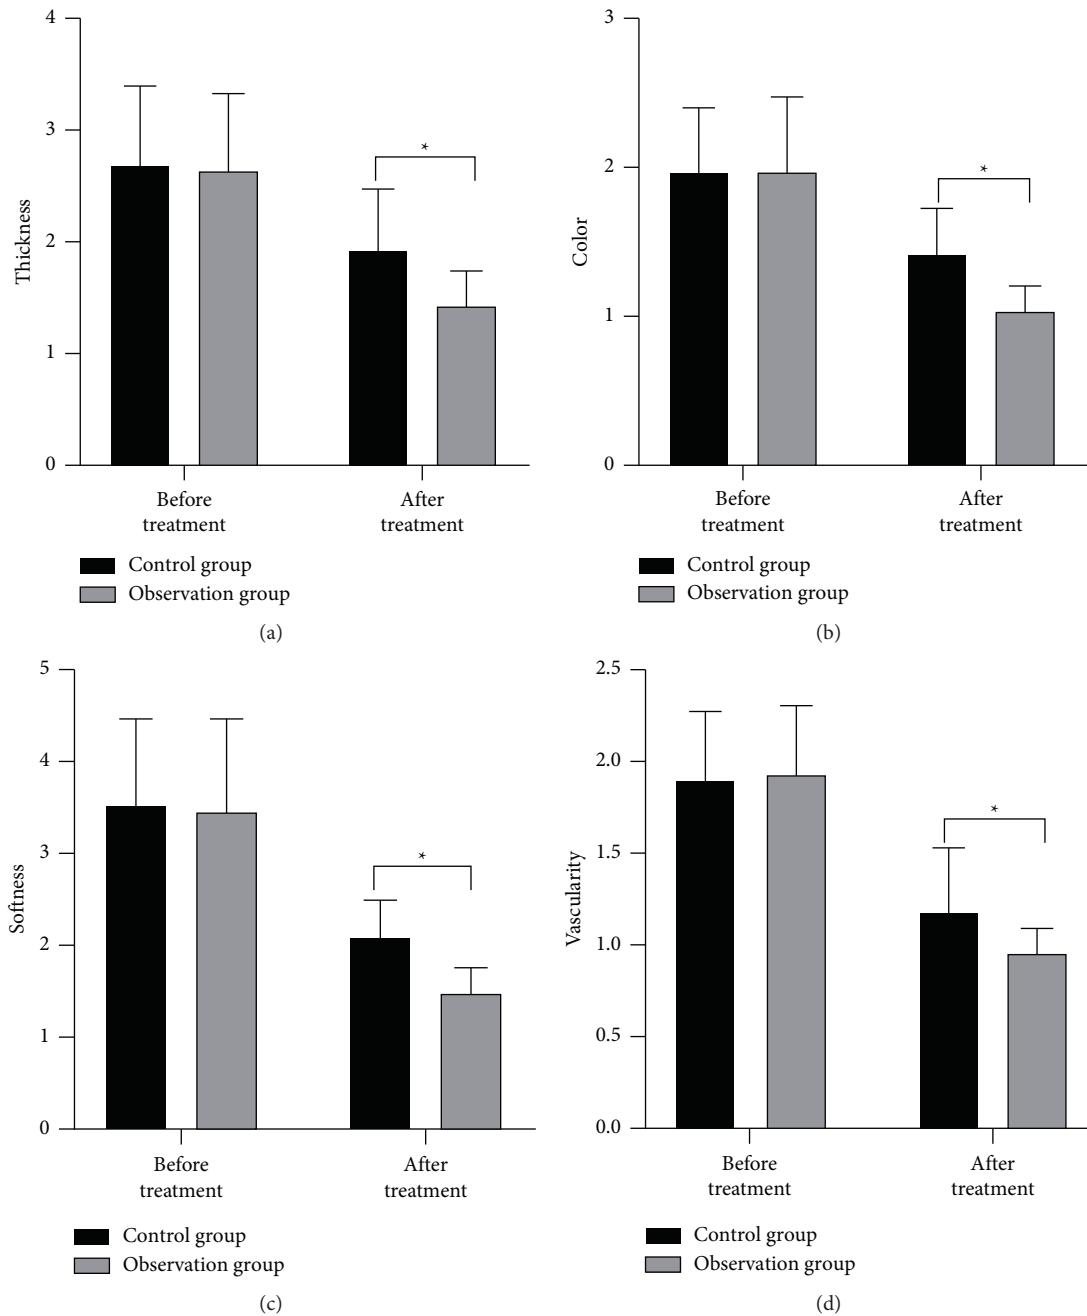 4
3
2
1
0
Thickness
*
Before
treatment
After
treatment
Control group
Observation group
(a)
3
2
1
0
Color
*
Before
treatment
After
treatment
Control group
Observation group
(b)
5
4
3
2
1
0
Softness
*
Before
treatment
After
treatment
Control group
Observation group
(c)
2.5
2.0
1.5
1.0
0.5
0.0
Vascularity
*
Before
treatment
After
treatment
Control group
Observation group
(d)